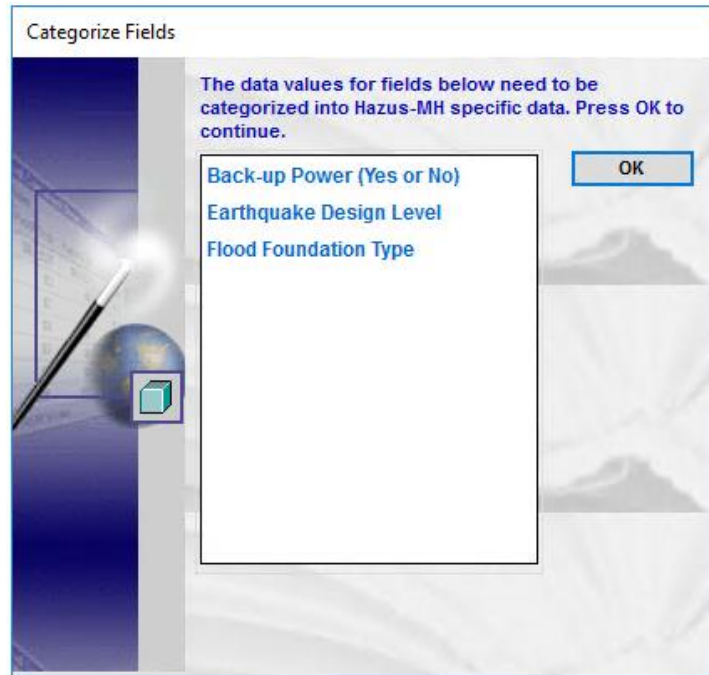 Categorize Fields
The data values for fields below need to be
categorized into Hazus-MH specific data. Press OK to
continue.
Back-up Power (Yes or No)
OK
Earthquake Design Level
Flood Foundation Type